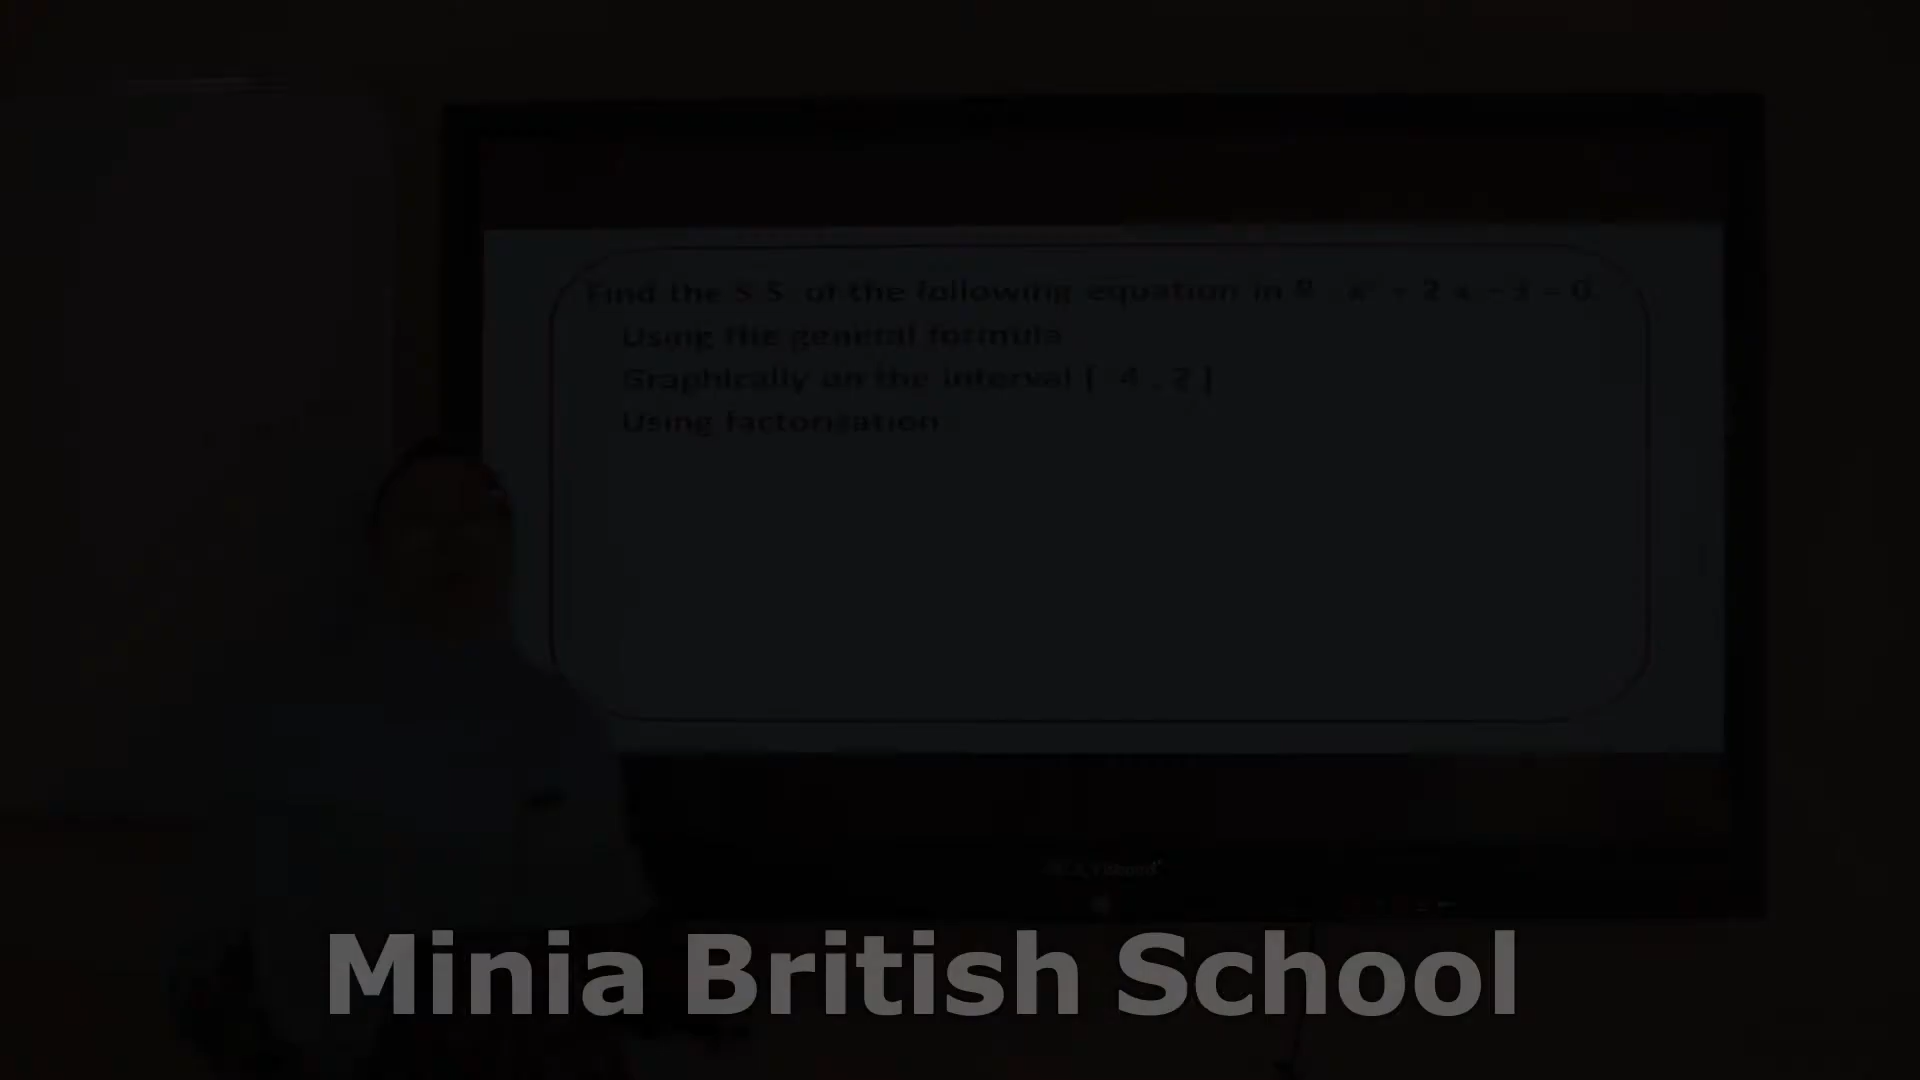 Find the S.S. of the following equation in R : x² + 2 x - 3 = 0
Using the general formula
Graphically on the interval [ -4 , 2 ]
Using factorization
Minia British School